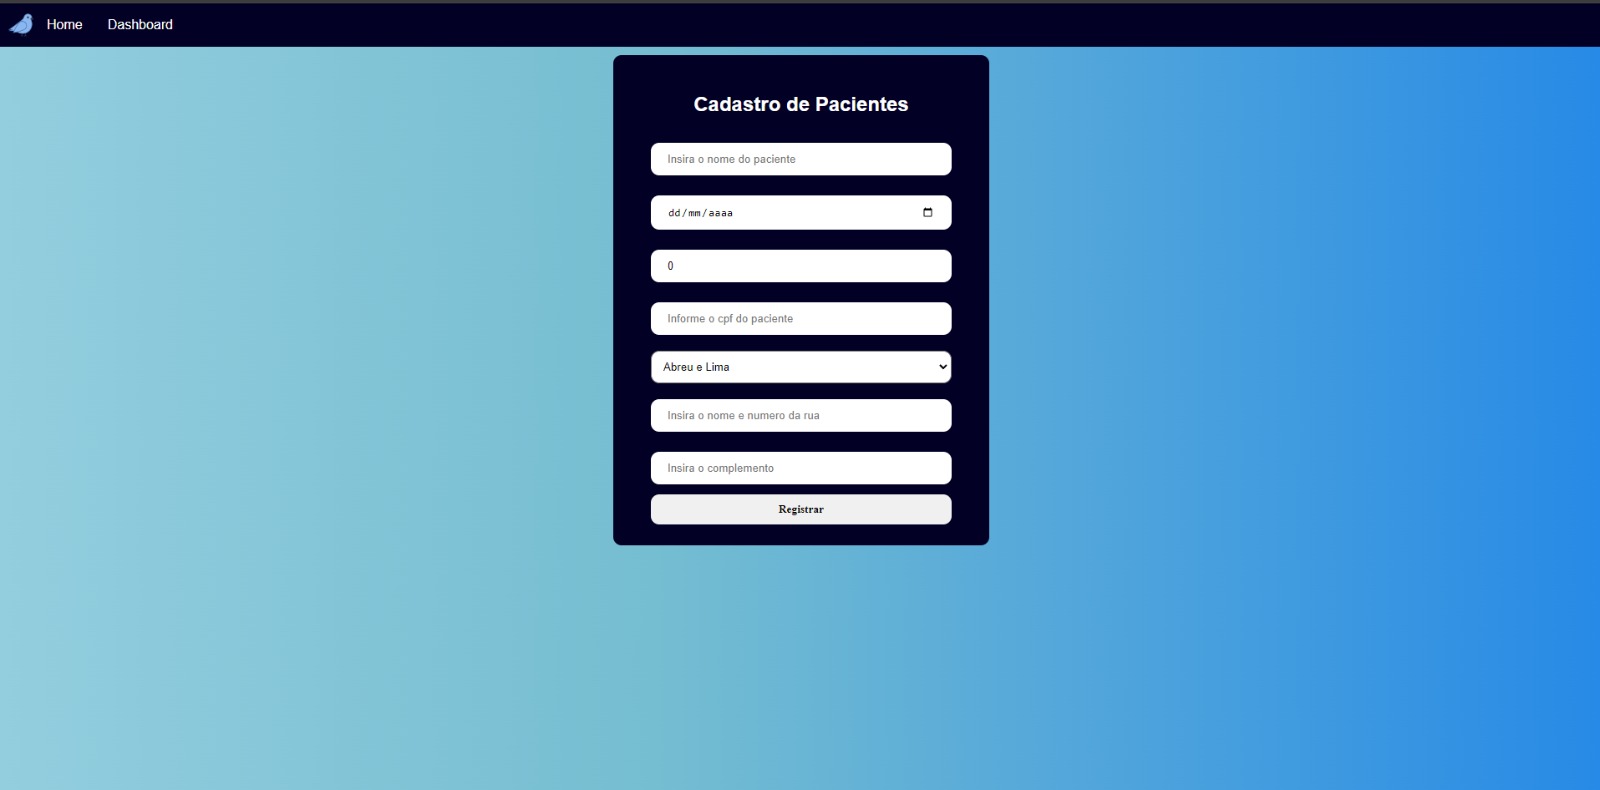 Home Dashboard
Cadastro de Pacientes
Insira o nome do paciente
dd/mm/aaaa
0
Informe o cpf do paciente
Abreu e Lima
Insira o nome e numero da rua
Insira o complemento
Registrar